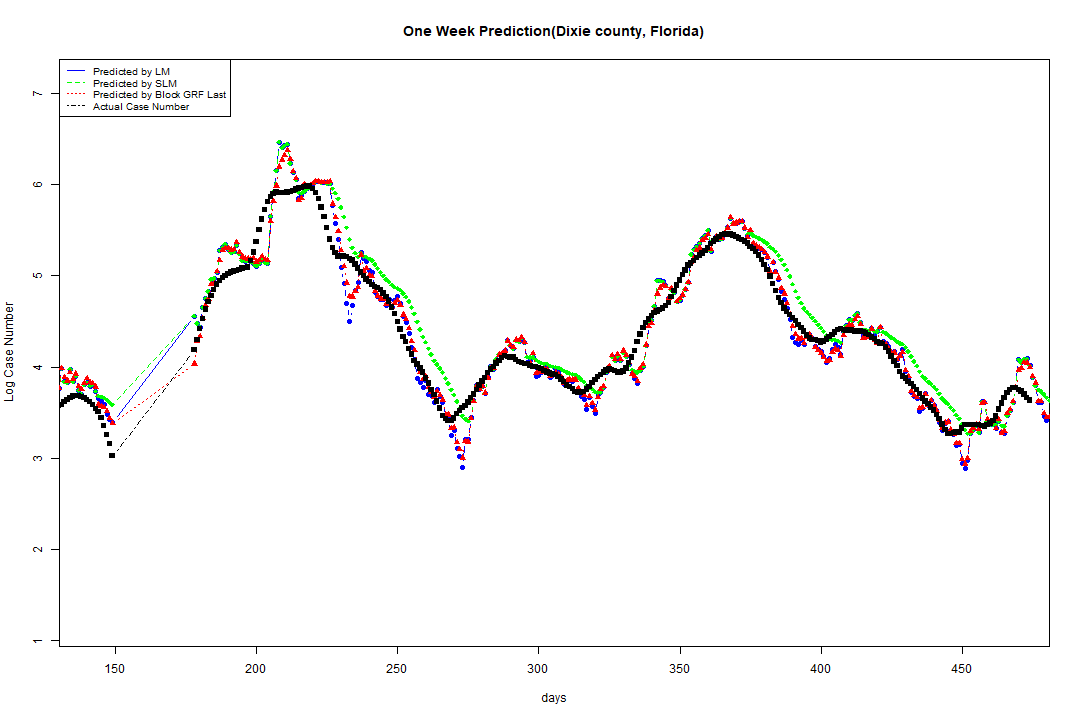 One Week Prediction(Dixie county, Florida)
Predicted by LM
Predicted by SLM
Predicted by Block GRF Last
Actual Case Number
7
6
5
4
3
2
1
Log Case Number
150 200 250 300 350 400 450
days